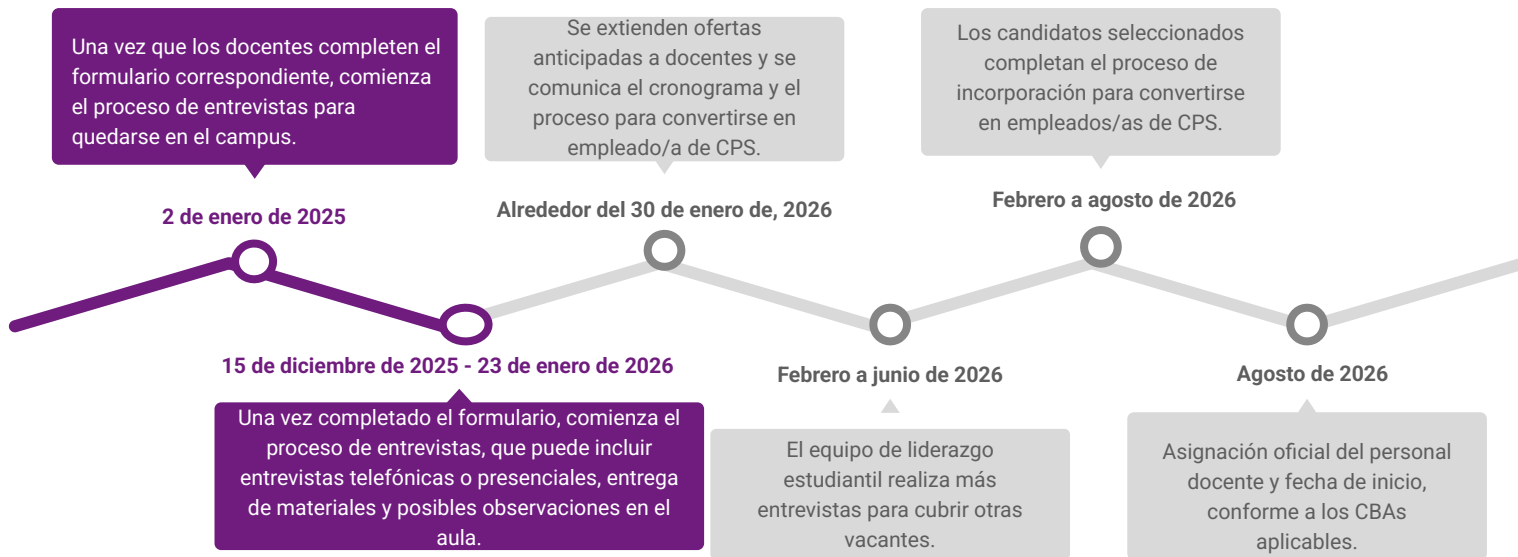 Una vez que los docentes completen el
formulario correspondiente, comienza
el proceso de entrevistas para
quedarse en el campus.
2 de enero de 2025
15 de diciembre de 2025 - 23 de enero de 2026
Una vez completado el formulario, comienza el
proceso de entrevistas, que puede incluir
entrevistas telefónicas o presenciales, entrega
de materiales y posibles observaciones en el
aula.
Se extienden ofertas
anticipadas a docentes y se
comunica el cronograma y el
proceso para convertirse en
empleado/a de CPS.
Alrededor del 30 de enero de, 2026
Febrero a junio de 2026
El equipo de liderazgo
estudiantil realiza más
entrevistas para cubrir otras
vacantes.
Los candidatos seleccionados
completan el proceso de
incorporación para convertirse
en empleados/as de CPS.
Febrero a agosto de 2026
Agosto de 2026
Asignación oficial del personal
docente y fecha de inicio,
conforme a los CBAs
aplicables.